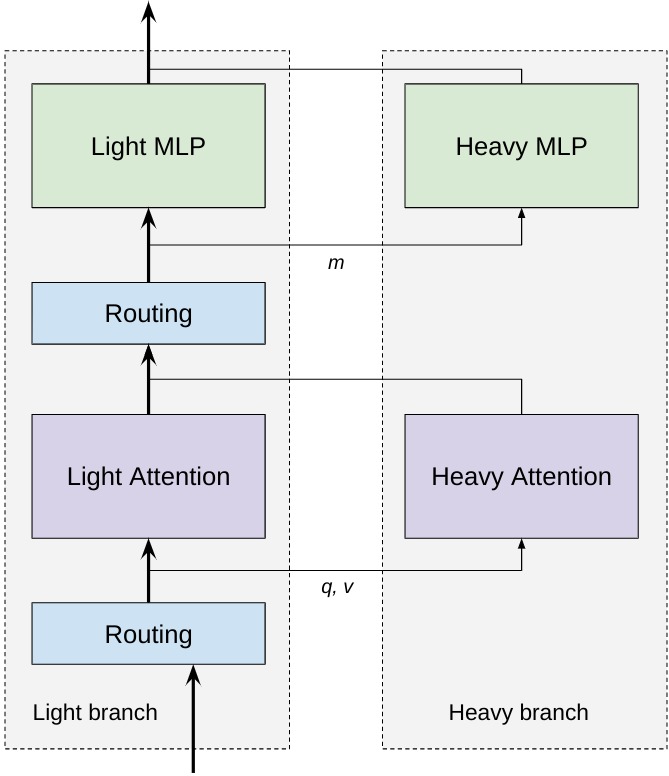 Light MLP
Heavy MLP
m
Routing
Light Attention
Heavy Attention
q, v
Routing
Light branch
Heavy branch